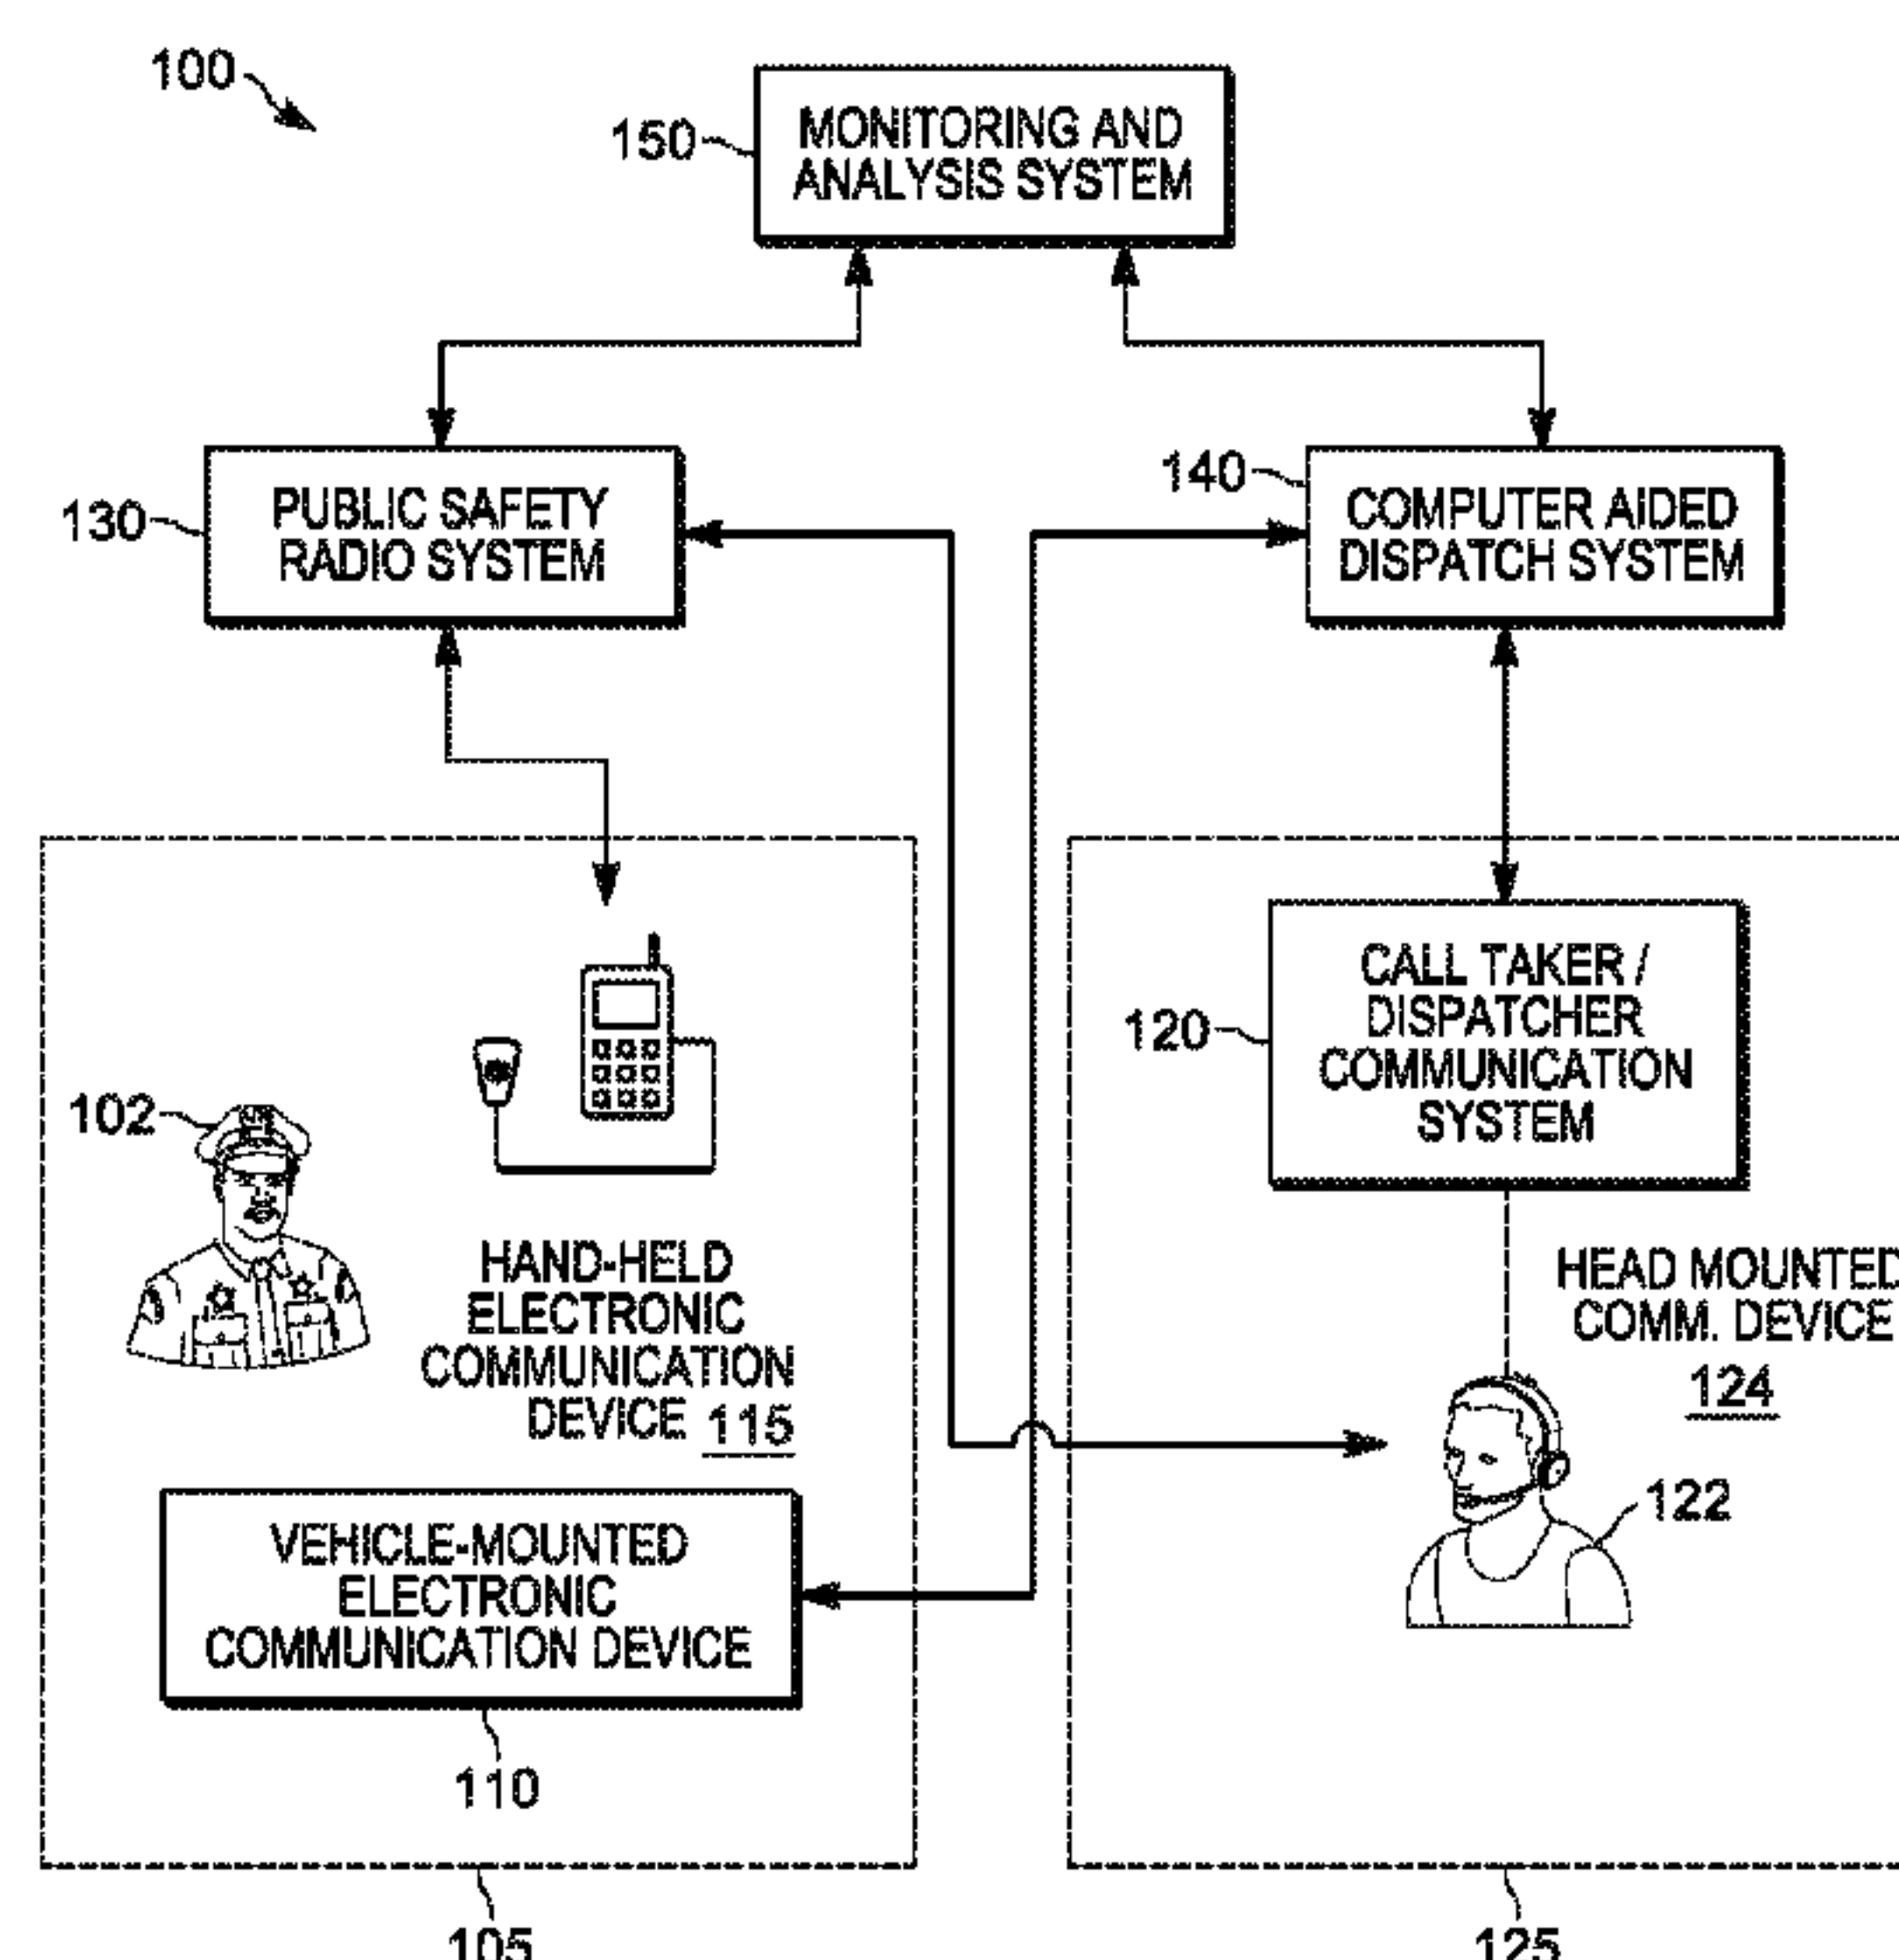 100
150
MONITORING AND
ANALYSIS SYSTEM
130
PUBLIC SAFETY
RADIO SYSTEM
140
COMPUTER AIDED
DISPATCH SYSTEM
120
CALL TAKER /
DISPATCHER
COMMUNICATION
SYSTEM
102
HAND-HELD
ELECTRONIC
COMMUNICATION
DEVICE 115
HEAD MOUNTED
COMM. DEVICE
124
122
VEHICLE-MOUNTED
ELECTRONIC
COMMUNICATION DEVICE
110
105
125